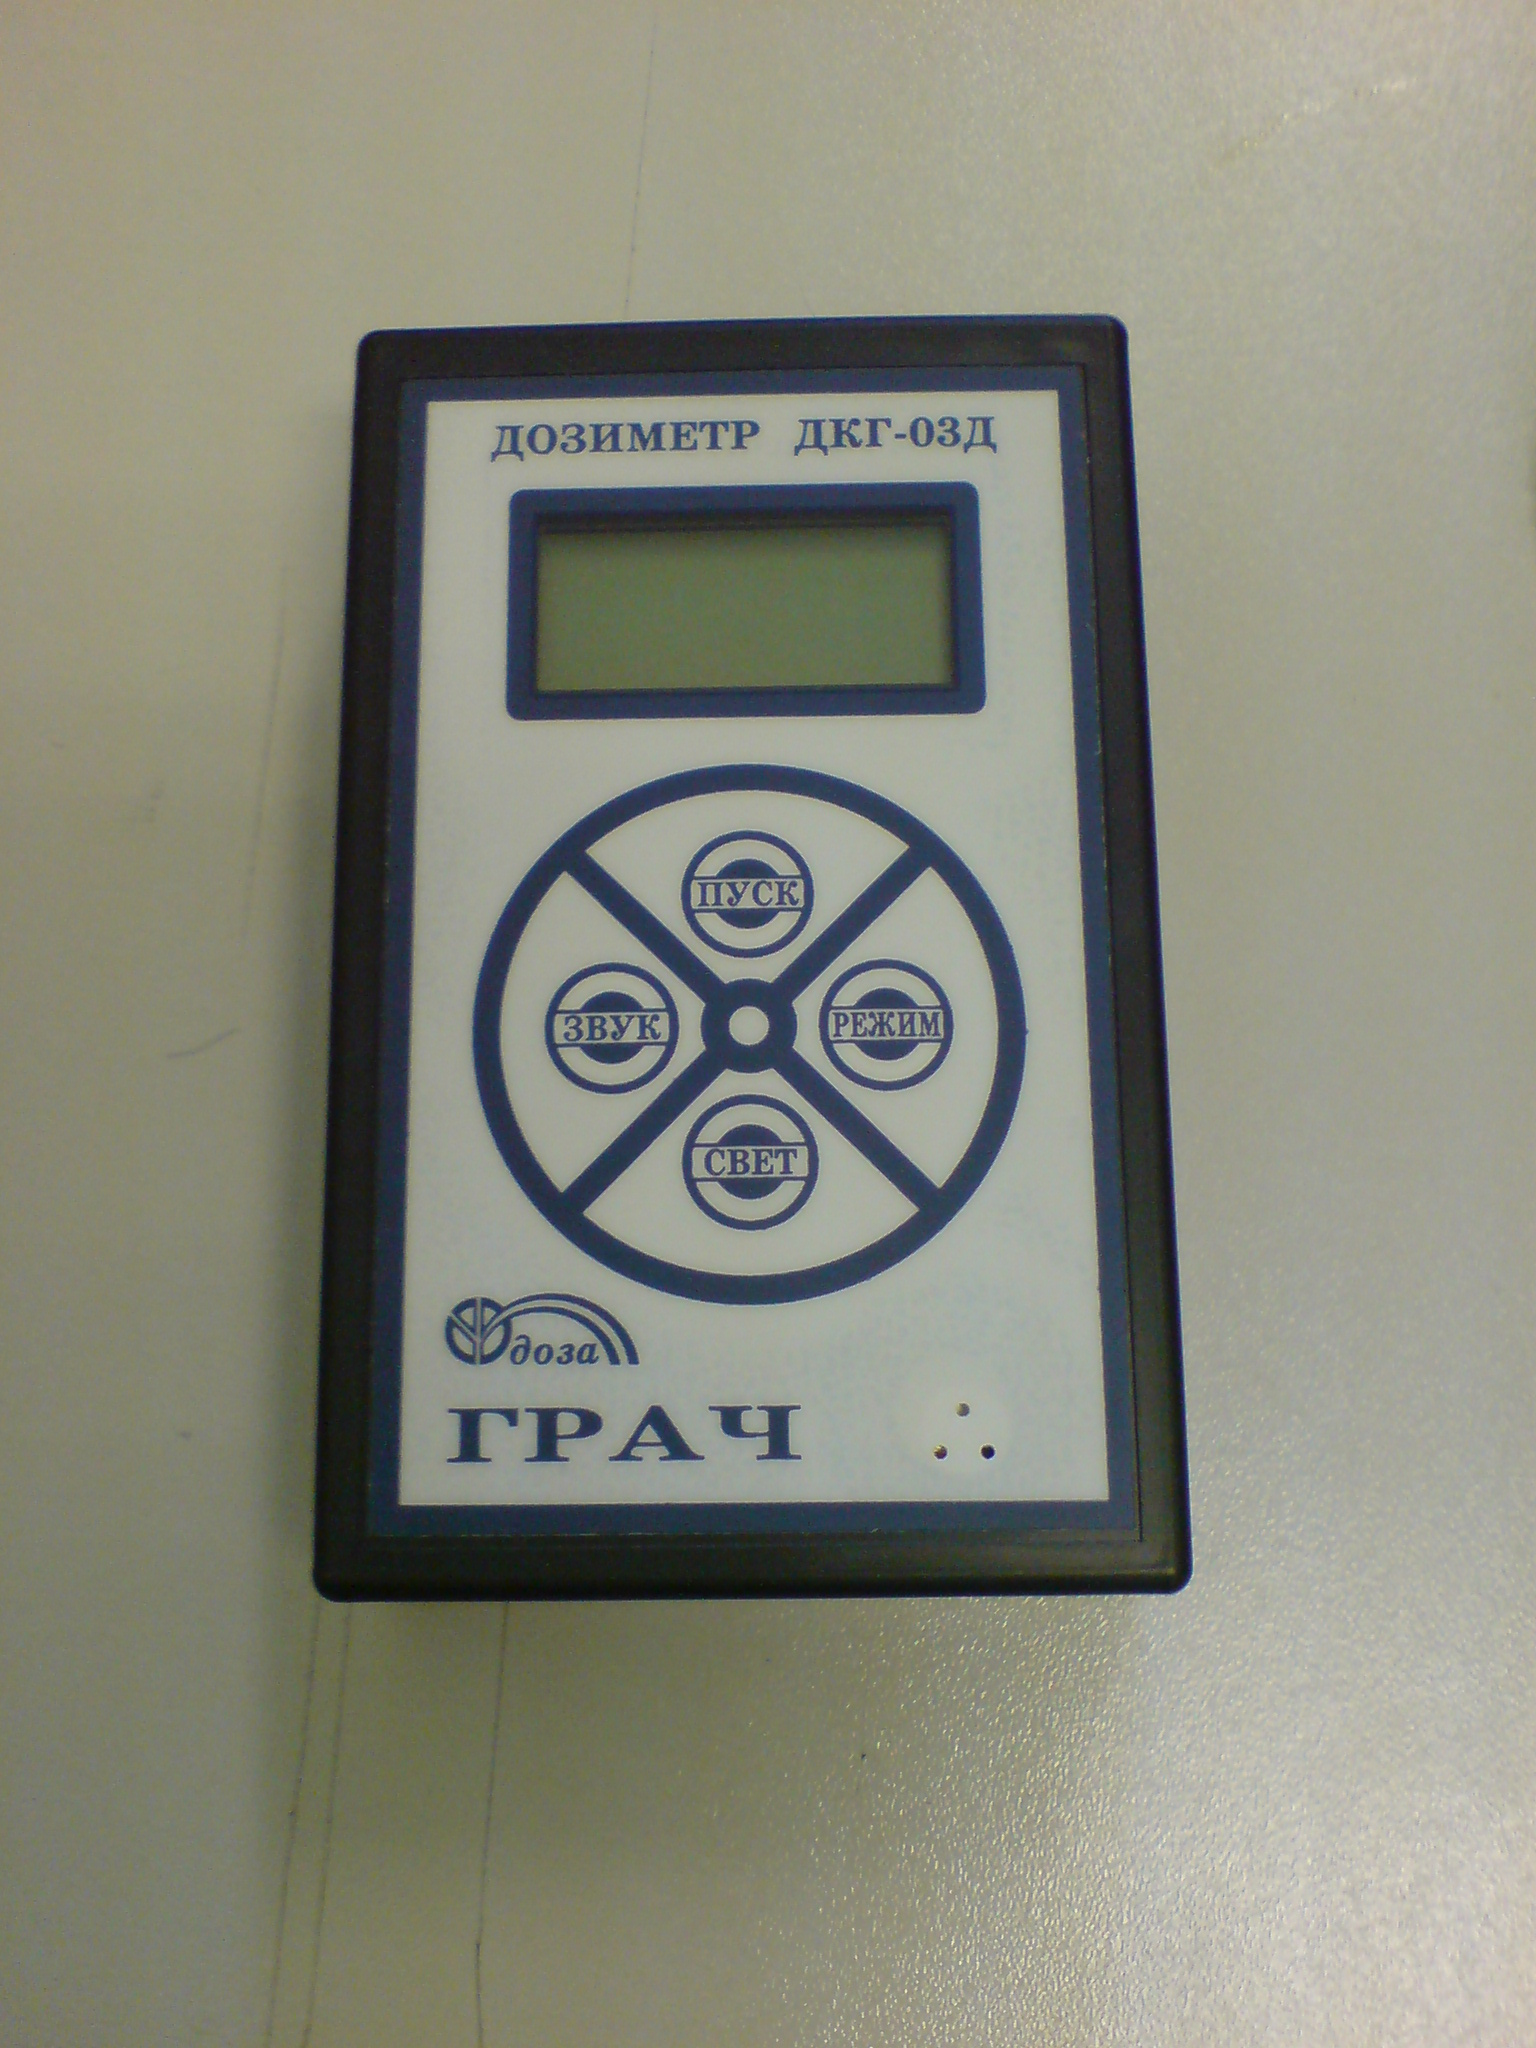 ДОЗИМЕТР ДКГ-03Д
ПУСК
ЗВУК
РЕЖИМ
СВЕТ
доза
ГРАЧ